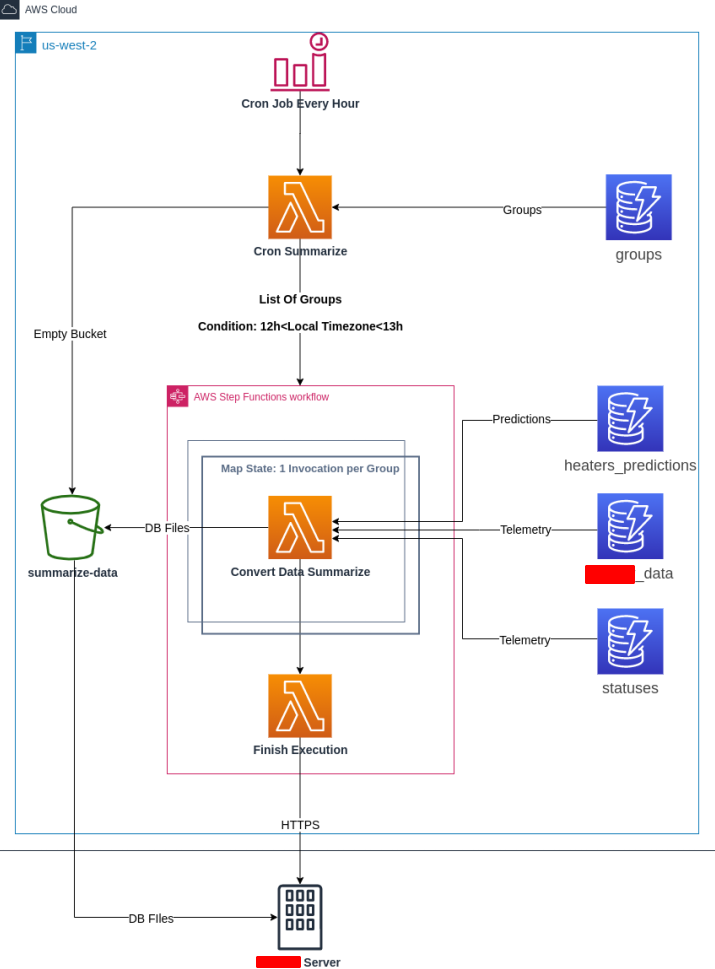 AWS Cloud
us-west-2
Cron Job Every Hour
Cron Summarize
Groups
groups
List Of Groups
Condition: 12h<Local Timezone<13h
Empty Bucket
AWS Step Functions workflow
Predictions
heaters_predictions
Map State: 1 Invocation per Group
DB Files
Telemetry
Convert Data Summarize
summarize-data
_data
Telemetry
statuses
Finish Execution
HTTPS
DB FIles
Server